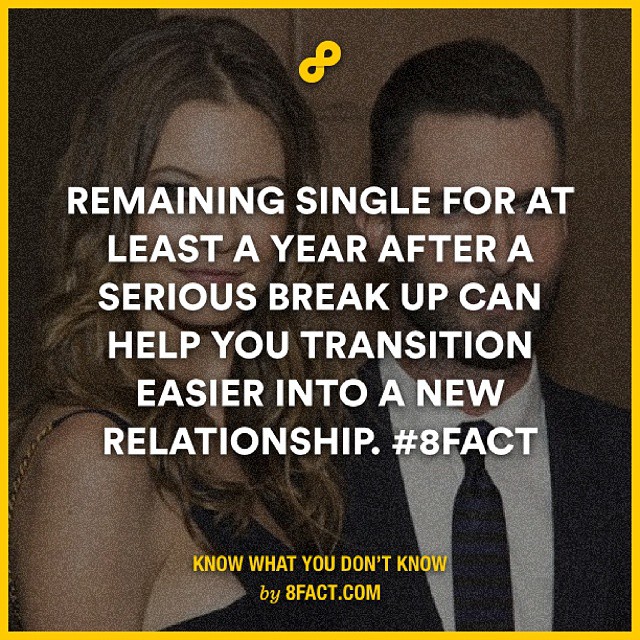 REMAINING SINGLE FOR AT
LEAST A YEAR AFTER A
SERIOUS BREAK UP CAN
HELP YOU TRANSITION
EASIER INTO A NEW
RELATIONSHIP. #8FACT
KNOW WHAT YOU DON'T KNOW
by 8FACT.COM